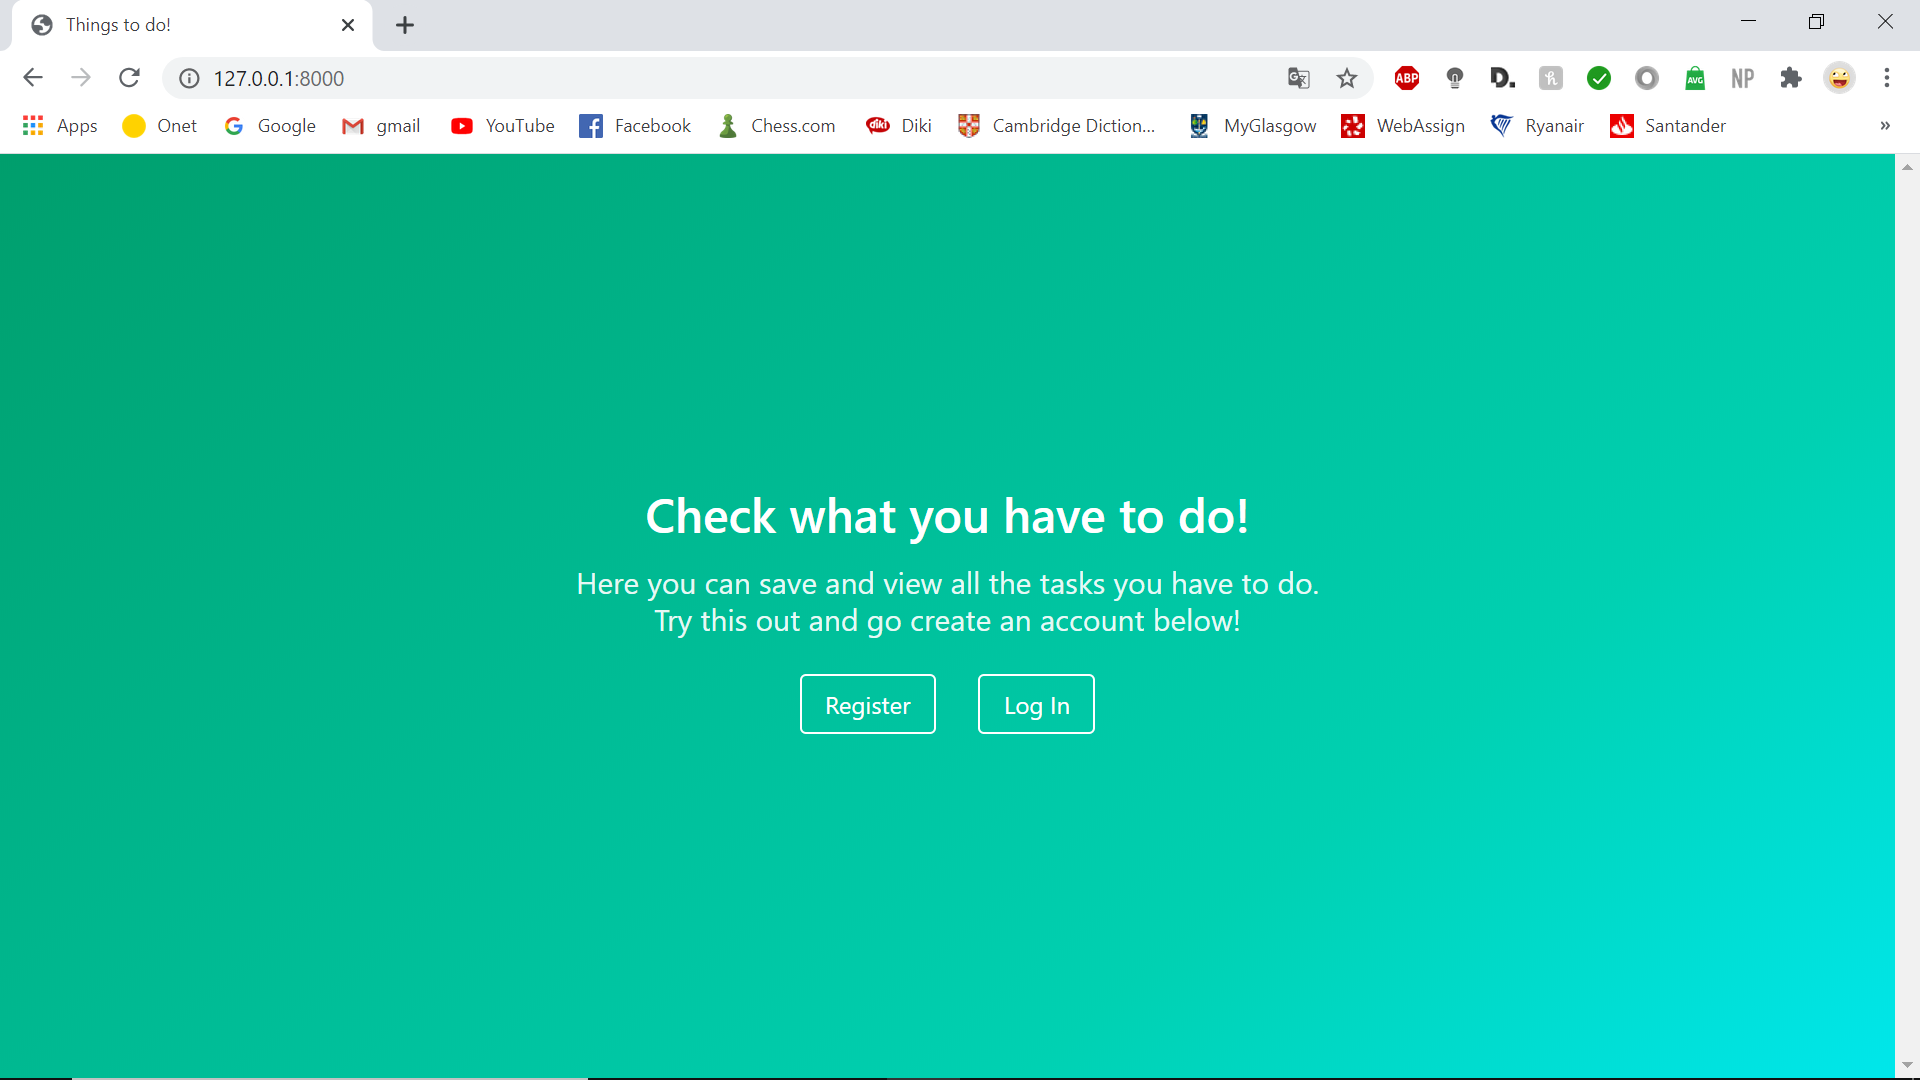 Things to do!
127.0.0.1:8000
ABP
D.
h
AVG
NP
Apps
Onet
Google
gmail
YouTube
Facebook
Chess.com
diki
Diki
Cambridge Diction...
MyGlasgow
WebAssign
Ryanair
Santander
»
Check what you have to do!
Here you can save and view all the tasks you have to do.
Try this out and go create an account below!
Register
Log In